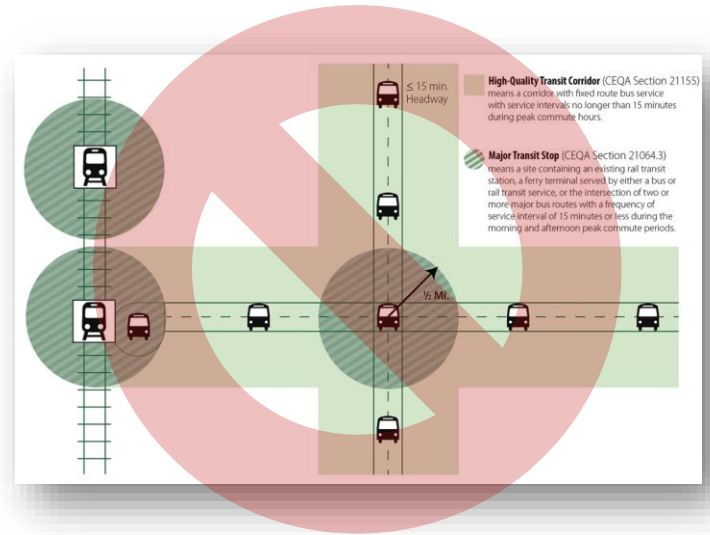 ≤ 15 min.
Headway
High-Quality Transit Corridor (CEQA Section 21155)
means a corridor with fixed route bus service
with service intervals no longer than 15 minutes
during peak commute hours.
Major Transit Stop (CEQA Section 21064.3)
means a site containing an existing rail transit
station, a ferry terminal served by either a bus or
rail transit service, or the intersection of two or
more major bus routes with a frequency of
service interval of 15 minutes or less during the
morning and afternoon peak commute periods.
½ Mi.